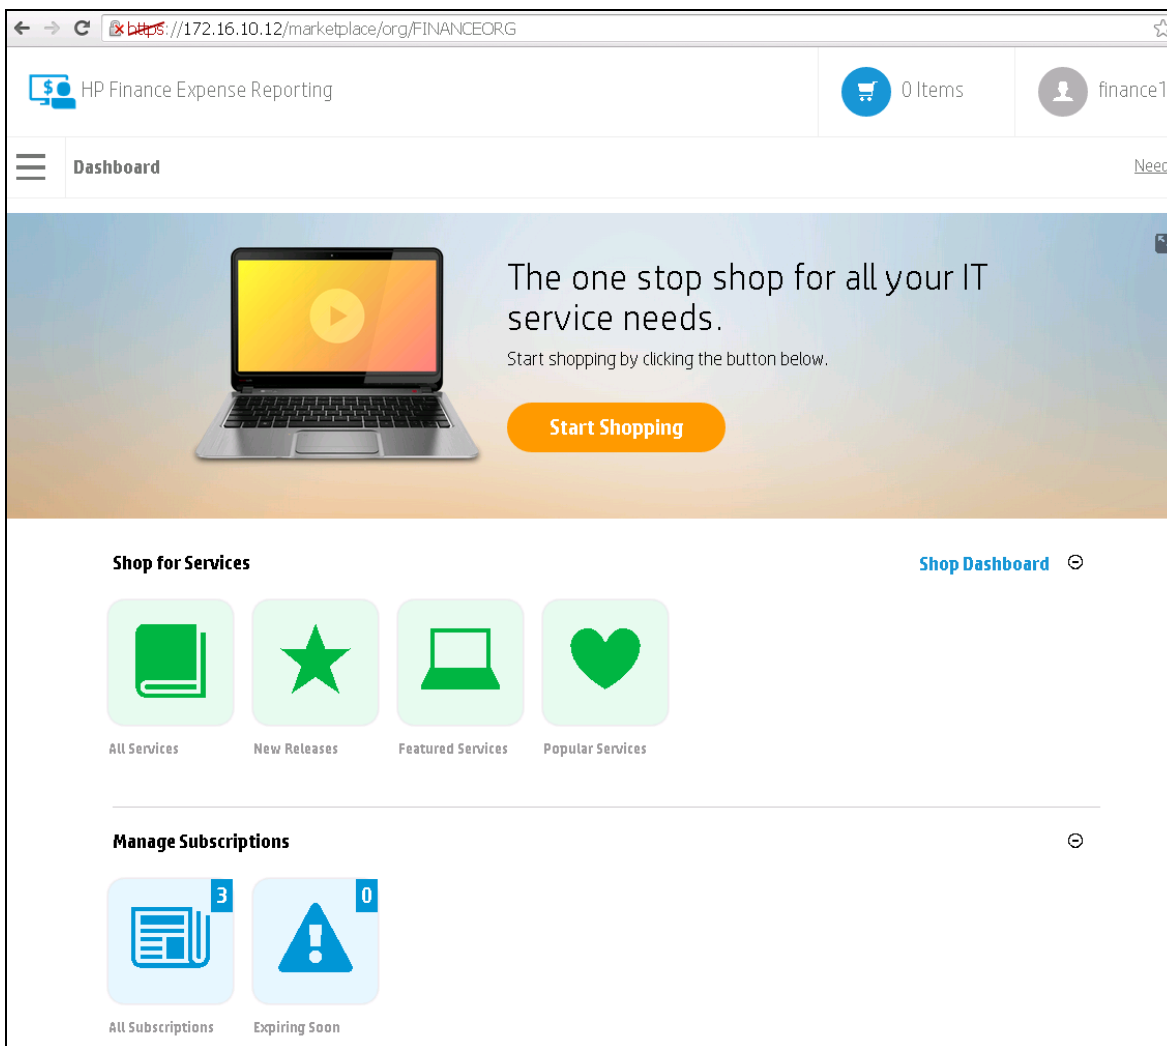 https://172.16.10.12/marketplace/org/FINANCEORG
HP Finance Expense Reporting
0 Items
finance1
Dashboard
Need
The one stop shop for all your IT
service needs.
Start shopping by clicking the button below.
Start Shopping
Shop for Services
Shop Dashboard
All Services
New Releases
Featured Services
Popular Services
Manage Subscriptions
3
0
All Subscriptions
Expiring Soon